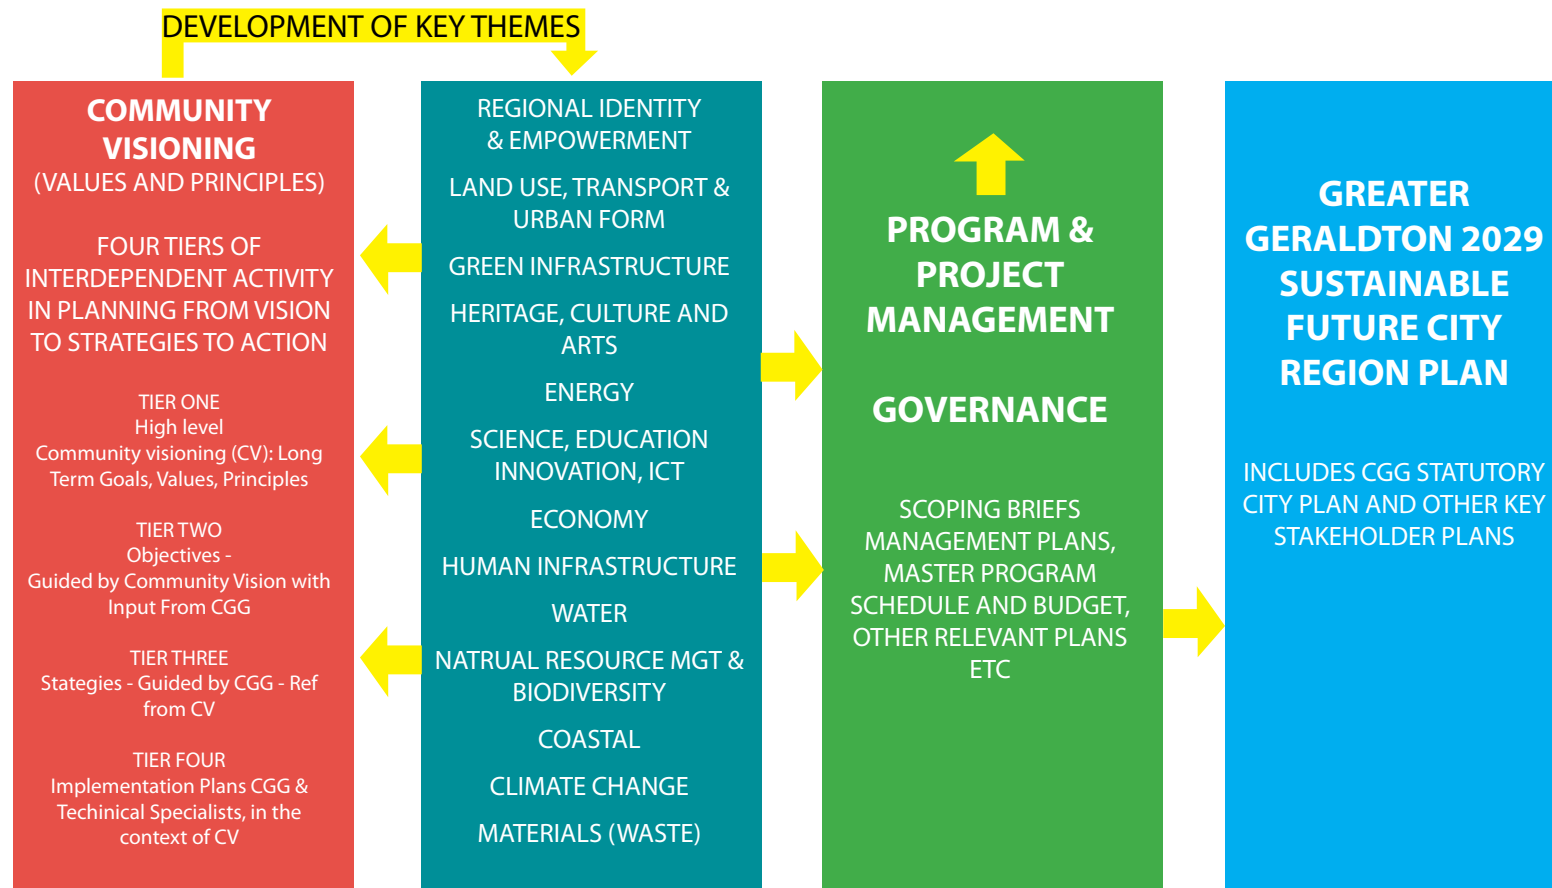 DEVELOPMENT OF KEY THEMES
COMMUNITY
VISIONING
(VALUES AND PRINCIPLES)
FOUR TIERS OF
INTERDEPENDENT ACTIVITY
IN PLANNING FROM VISION
TO STRATEGIES TO ACTION
TIER ONE
High level
Community visioning (CV): Long
Term Goals, Values, Principles
TIER TWO
Objectives -
Guided by Community Vision with
Input From CGG
TIER THREE
Stategies - Guided by CGG - Ref
from CV
TIER FOUR
Implementation Plans CGG &
Techinical Specialists, in the
context of CV
REGIONAL IDENTITY
& EMPOWERMENT
LAND USE, TRANSPORT &
URBAN FORM
GREEN INFRASTRUCTURE
HERITAGE, CULTURE AND
ARTS
ENERGY
SCIENCE, EDUCATION
INNOVATION, ICT
ECONOMY
HUMAN INFRASTRUCTURE
WATER
NATRUAL RESOURCE MGT &
BIODIVERSITY
COASTAL
CLIMATE CHANGE
MATERIALS (WASTE)
PROGRAM &
PROJECT
MANAGEMENT
GOVERNANCE
SCOPING BRIEFS
MANAGEMENT PLANS,
MASTER PROGRAM
SCHEDULE AND BUDGET,
OTHER RELEVANT PLANS
ETC
GREATER
GERALDTON 2029
SUSTAINABLE
FUTURE CITY
REGION PLAN
INCLUDES CGG STATUTORY
CITY PLAN AND OTHER KEY
STAKEHOLDER PLANS